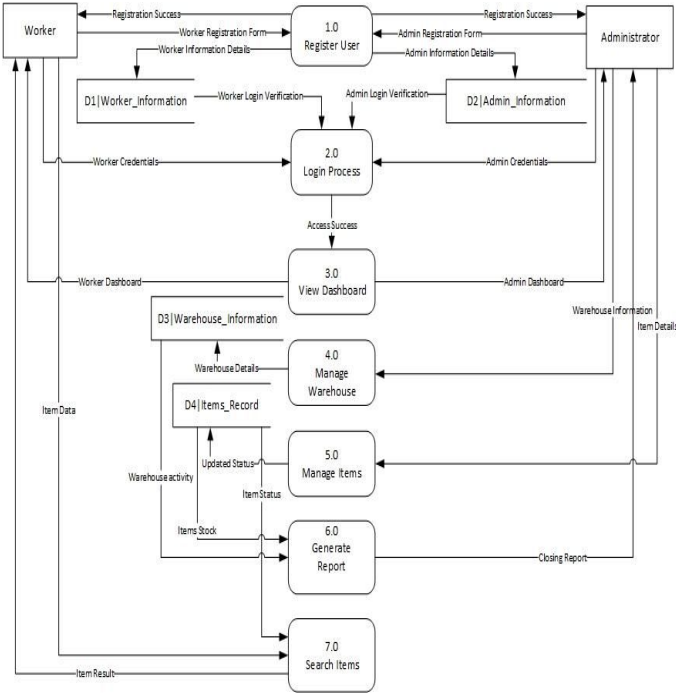 Registration Success
Registration Success
Worker
Worker Registration Form
1.0
Register User
Admin Registration Form
Administrator
Worker Information Details
Admin Information Details
D1|Worker_Information
Worker Login Verification
Admin Login Verification
D2|Admin_Information
Worker Credentials
2.0
Login Process
Admin Credentials
Access Success
Worker Dashboard
3.0
View Dashboard
Admin Dashboard
D3|Warehouse_Information
Warehouse Information
Item Details
Warehouse Details
4.0
Manage
Warehouse
D4|Items_Record
Item Data
Updated Status
5.0
Manage Items
Warehouse activity
Item Status
Items Stock
6.0
Generate
Report
Closing Report
7.0
Search Items
Item Result